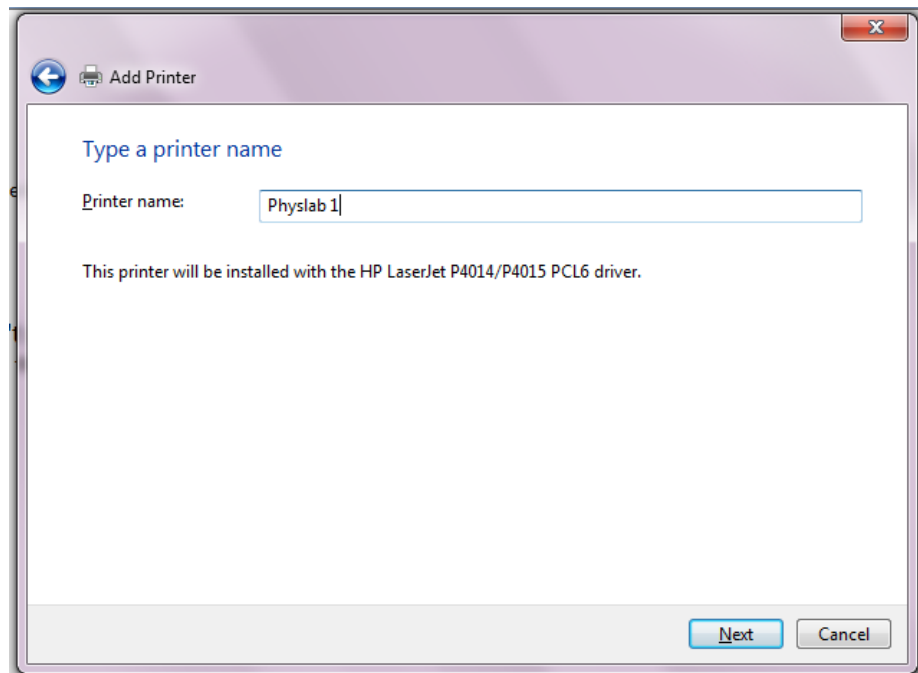 Add Printer
Type a printer name
Printer name: Physlab 1
This printer will be installed with the HP LaserJet P4014/P4015 PCL6 driver.
Next Cancel